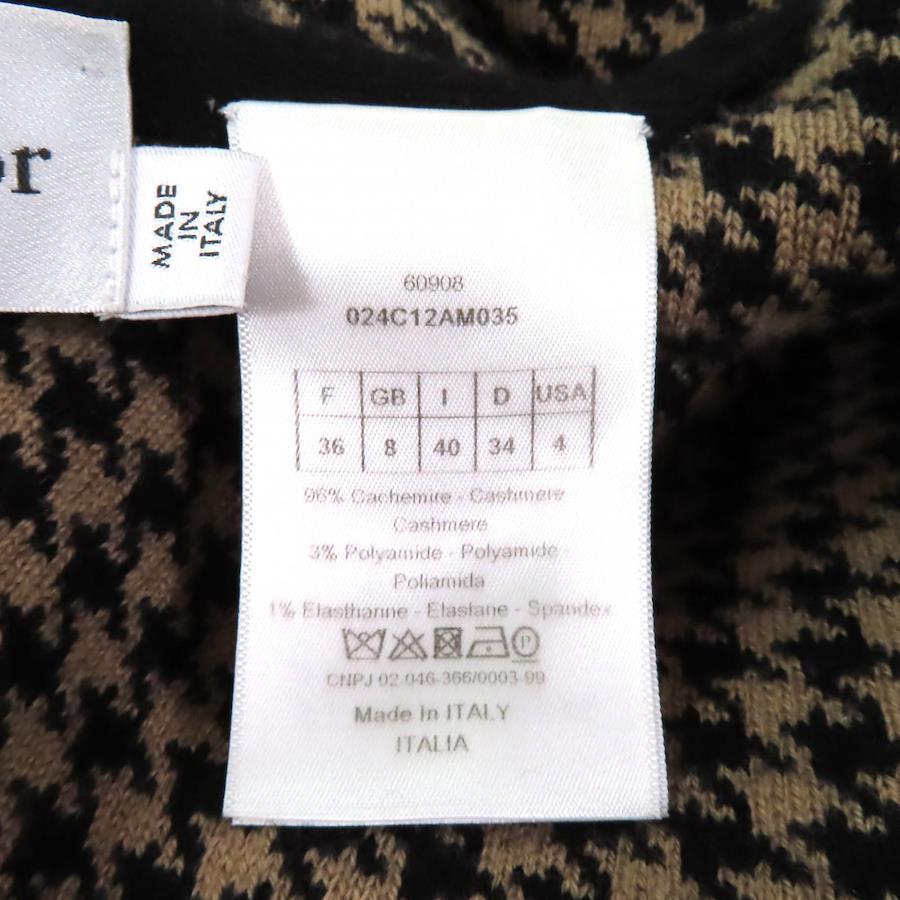 or
MADE
IN
ITALY
60908
024C12AM035
F GB I D USA
36 8 40 34 4
96% Cachemire - Cashmere
Cashmere
3% Polyamide - Polyamide -
Poliamida
1% Elasthanne - Elastane - Spandex
P
CNPJ 02-046-366/0003-99
Made In ITALY
ITALIA